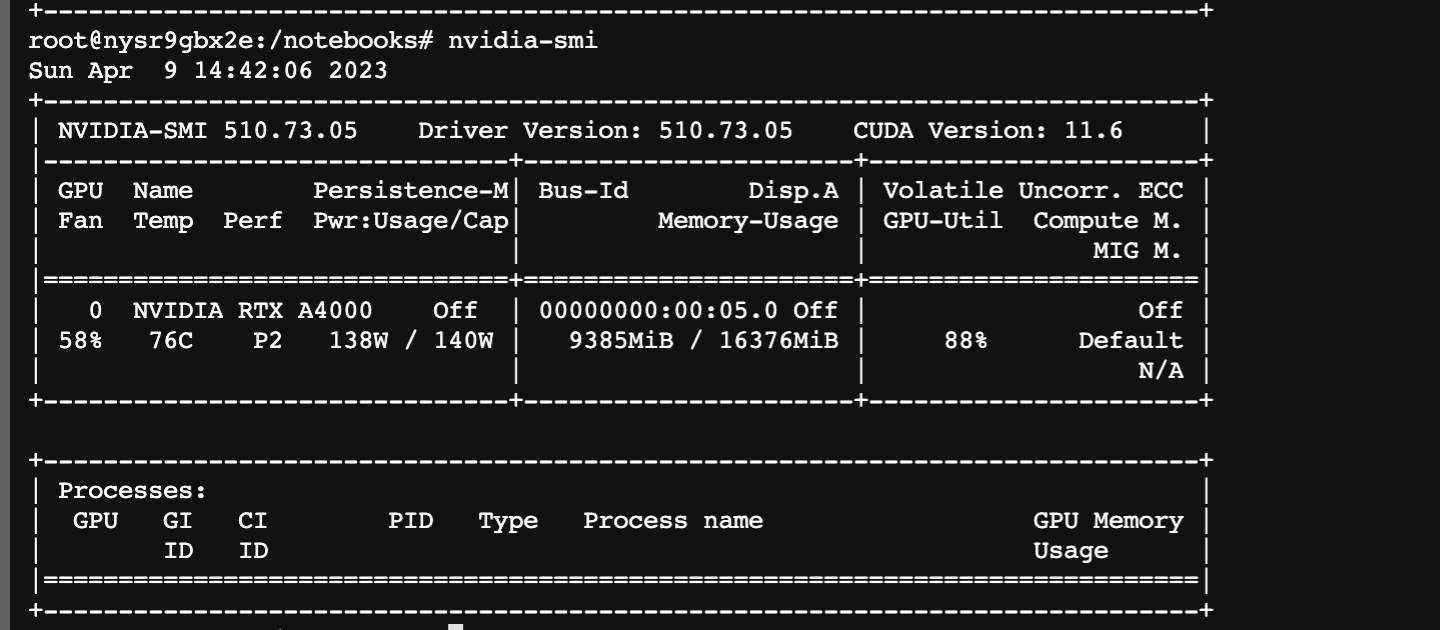 +-----------------------------------------------------------------------------+
root@nysr9gbx2e:/notebooks# nvidia-smi
Sun Apr  9 14:42:06 2023
+-----------------------------------------------------------------------------+
| NVIDIA-SMI 510.73.05    Driver Version: 510.73.05    CUDA Version: 11.6     |
|-------------------------------+----------------------+----------------------+
| GPU  Name        Persistence-M| Bus-Id        Disp.A | Volatile Uncorr. ECC |
| Fan  Temp  Perf  Pwr:Usage/Cap|         Memory-Usage | GPU-Util  Compute M. |
|                               |                      |               MIG M. |
|===============================+======================+======================|
|   0  NVIDIA RTX A4000    Off  | 00000000:00:05.0 Off |                  Off |
| 58%   76C    P2   138W / 140W |   9385MiB / 16376MiB |     88%      Default |
|                               |                      |                  N/A |
+-------------------------------+----------------------+----------------------+

+-----------------------------------------------------------------------------+
| Processes:                                                                  |
|  GPU   GI   CI        PID   Type   Process name                  GPU Memory |
|        ID   ID                                                   Usage      |
|=============================================================================|
+-----------------------------------------------------------------------------+